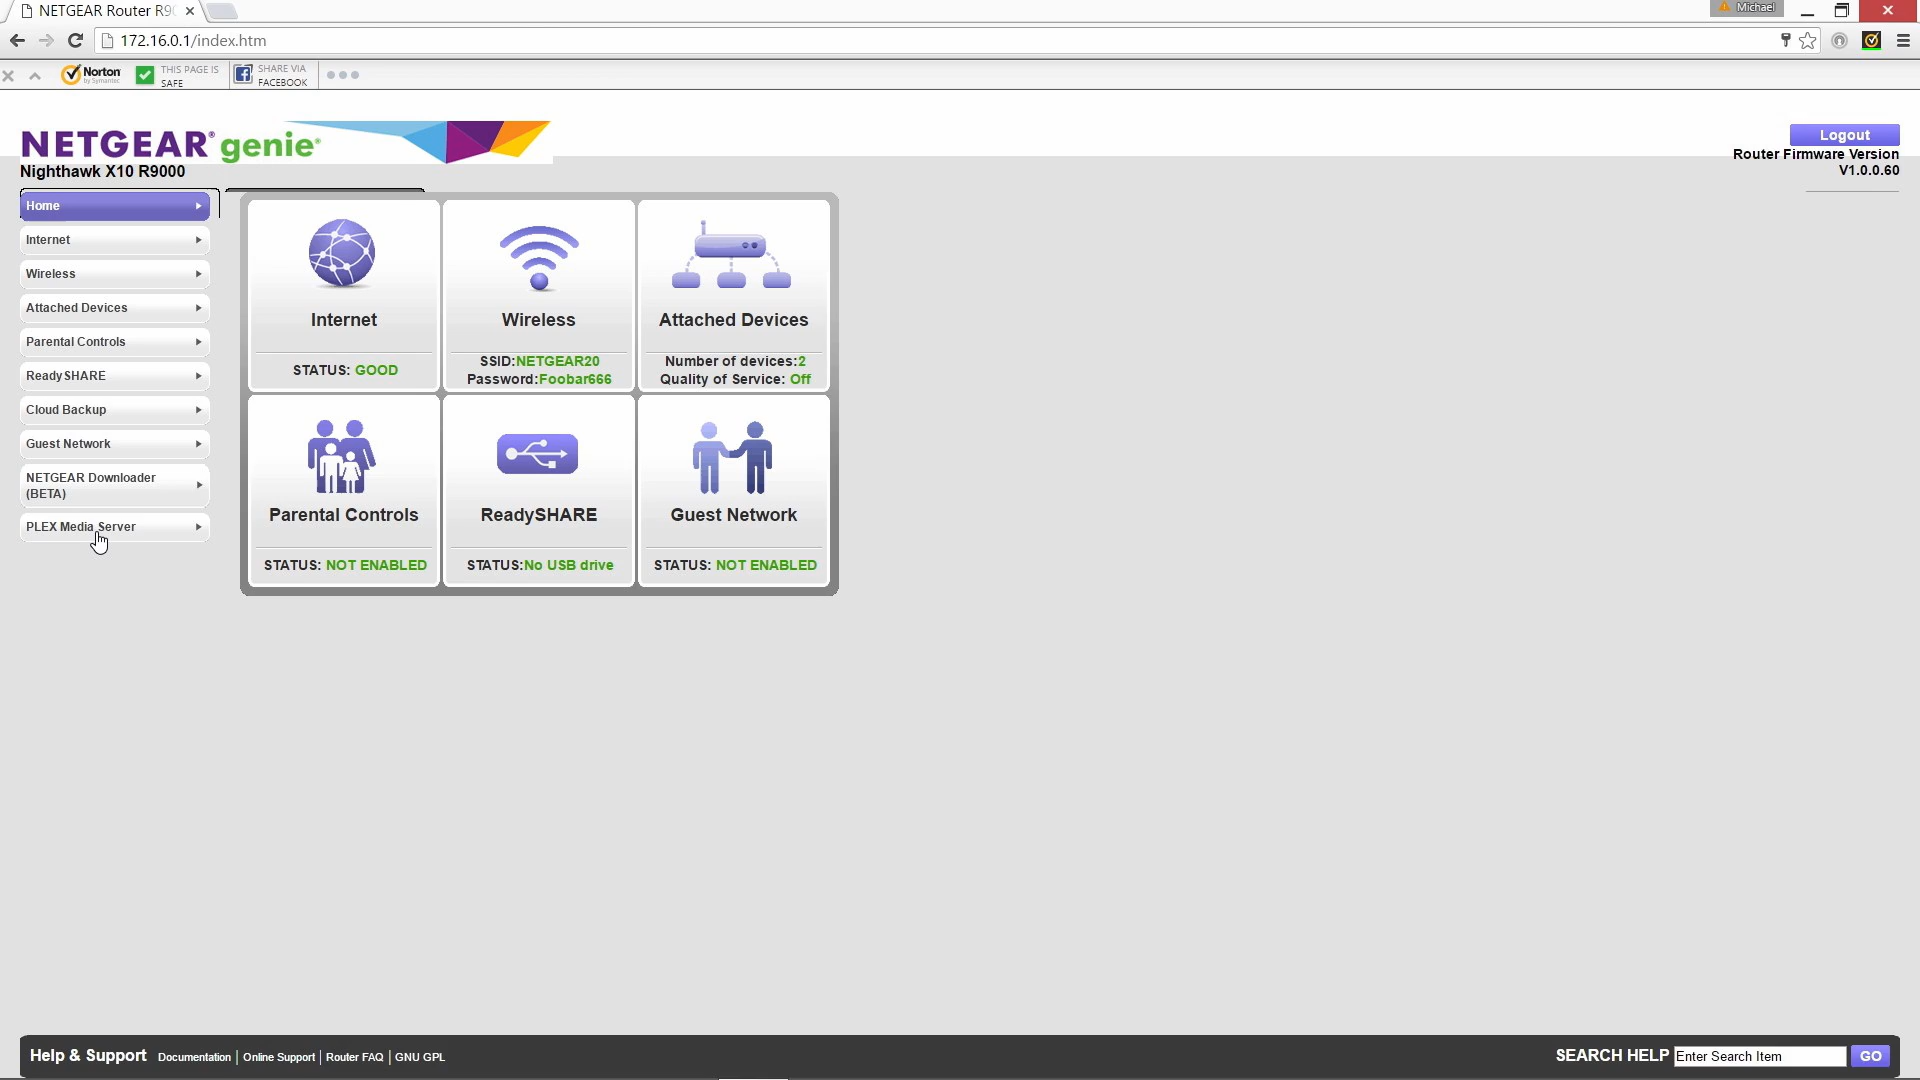 NETGEAR Router R90
Michael
172.16.0.1/index.htm
Norton
by Symantec
THIS PAGE IS
SAFE
SHARE VIA
FACEBOOK
NETGEAR® genie®
Nighthawk X10 R9000
Logout
Router Firmware Version
V1.0.0.60
Home
Internet
Wireless
Attached Devices
Parental Controls
ReadySHARE
Cloud Backup
Guest Network
NETGEAR Downloader
(BETA)
PLEX Media Server
Internet
STATUS: GOOD
Wireless
SSID:NETGEAR20
Password:Foobar666
Attached Devices
Number of devices:2
Quality of Service: Off
Parental Controls
STATUS: NOT ENABLED
ReadySHARE
STATUS:No USB drive
Guest Network
STATUS: NOT ENABLED
Help & Support Documentation | Online Support | Router FAQ | GNU GPL
SEARCH HELP Enter Search Item GO